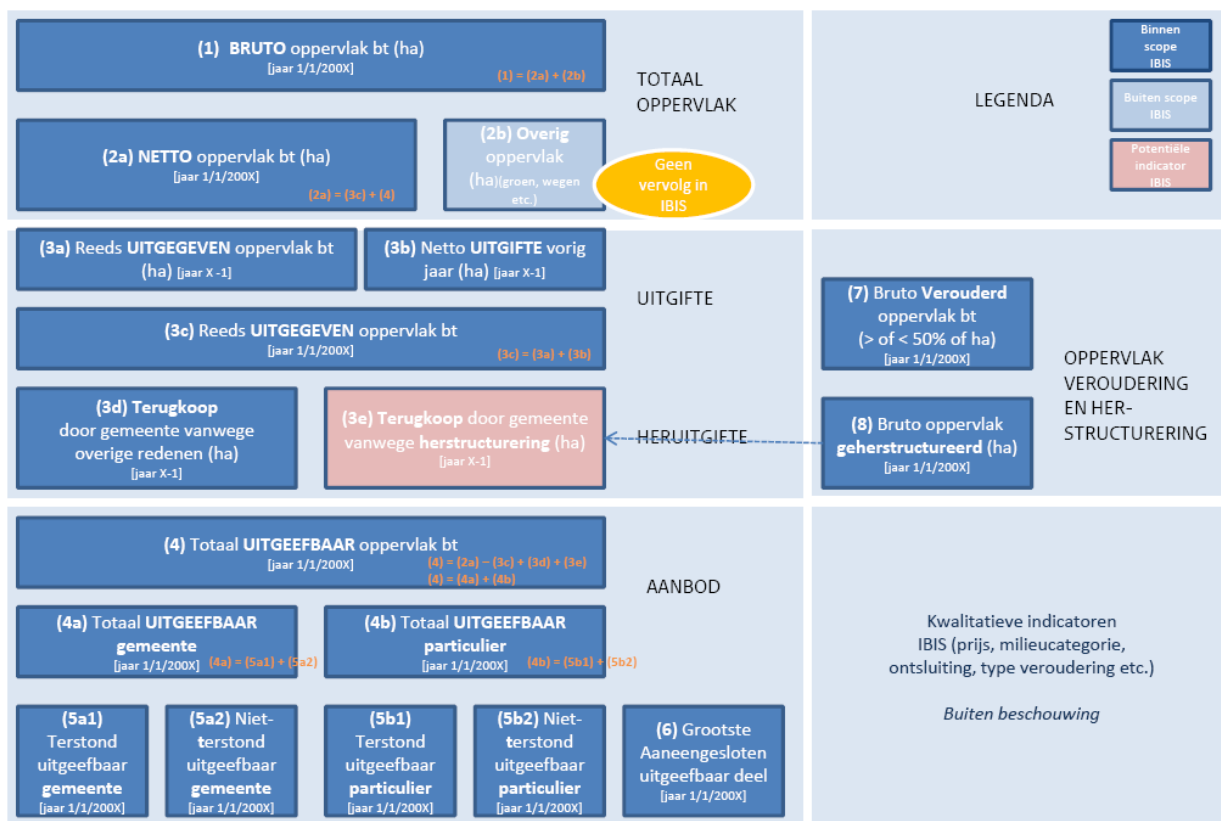 (1) BRUTO oppervlak bt (ha)
[jaar 1/1/200X]
(1) = (2a) + (2b)
(2a) NETTO oppervlak bt (ha)
[jaar 1/1/200X]
(2a) = (3c) + (4)
(2b) Overig
oppervlak
(ha)(groen, wegen
etc.)
Geen
vervolg in
IBIS
TOTAAL
OPPERVLAK
LEGENDA
Binnen
scope
IBIS
Buiten scope
IBIS
Potentiële
indicator
IBIS
(3a) Reeds UITGEGEVEN oppervlak bt
(ha) [jaar X -1]
(3b) Netto UITGIFTE vorig
jaar (ha) [jaar X-1]
UITGIFTE
(3c) Reeds UITGEGEVEN oppervlak bt
[jaar 1/1/200X]
(3c) = (3a) + (3b)
(3d) Terugkoop
door gemeente vanwege
overige redenen (ha)
[jaar X-1]
(3e) Terugkoop door gemeente
vanwege herstructurering (ha)
[jaar X-1]
HERUITGIFTE
(7) Bruto Verouderd
oppervlak bt
(> of < 50% of ha)
[jaar 1/1/200X]
(8) Bruto oppervlak
geherstructureerd (ha)
[jaar 1/1/200X]
OPPERVLAK
VEROUDERING
EN HER-
STRUCTURERING
(4) Totaal UITGEEFBAAR oppervlak bt
[jaar 1/1/200X]
(4) = (2a) – (3c) + (3d) + (3e)
(4) = (4a) + (4b)
AANBOD
(4a) Totaal UITGEEFBAAR
gemeente
[jaar 1/1/200X]
(4a) = (5a1) + (5a2)
(4b) Totaal UITGEEFBAAR
particulier
[jaar 1/1/200X]
(4b) = (5b1) + (5b2)
(5a1)
Terstond
uitgeefbaar
gemeente
[jaar 1/1/200X]
(5a2) Niet-
terstond
uitgeefbaar
gemeente
[jaar 1/1/200X]
(5b1)
Terstond
uitgeefbaar
particulier
[jaar 1/1/200X]
(5b2) Niet-
terstond
uitgeefbaar
particulier
[jaar 1/1/200X]
(6) Grootste
Aaneengesloten
uitgeefbaar deel
[jaar 1/1/200X]
Kwalitatieve indicatoren
IBIS (prijs, milieucategorie,
ontsluiting, type veroudering etc.)
Buiten beschouwing